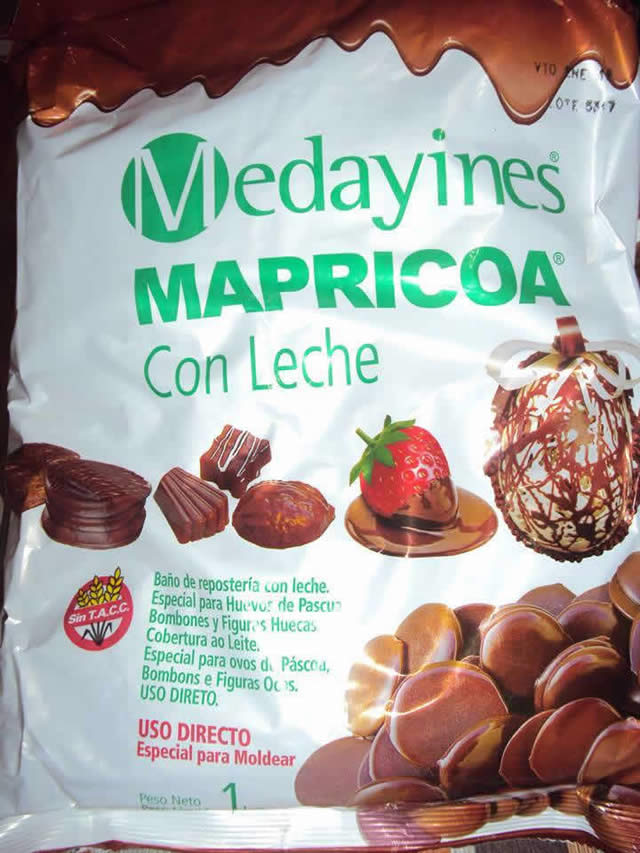 VTO ENE
LOTE
Medayines®
MAPRICOA®
Con Leche
Sin T.A.C.C.
Baño de repostería con leche.
Especial para Huevos de Pascua
Bombones y Figuras Huecas
Cobertura ao Leite.
Especial para ovos de Páscoa,
Bombons e Figuras Ocas.
USO DIRETO.
USO DIRECTO
Especial para Moldear
Peso Neto 1